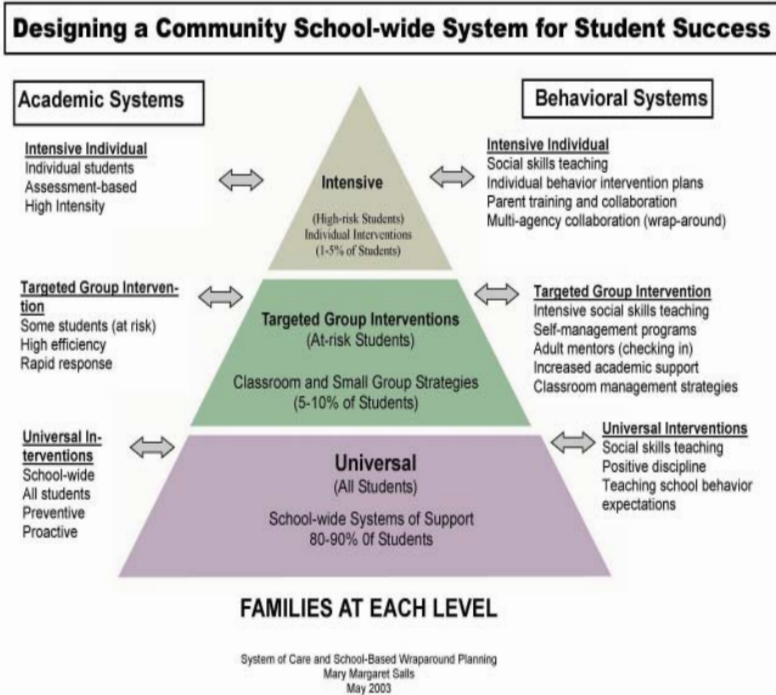 Designing a Community School-wide System for Student Success
Academic Systems
Intensive Individual
Individual students
Assessment-based
High Intensity
Targeted Group Interven-
tion
Some students (at risk)
High efficiency
Rapid response
Universal In-
terventions
School-wide
All students
Preventive
Proactive
Intensive
(High-risk Students)
Individual Interventions
(1-5% of Students)
Targeted Group Interventions
(At-risk Students)
Classroom and Small Group Strategies
(5-10% of Students)
Universal
(All Students)
School-wide Systems of Support
80-90% 0f Students
Behavioral Systems
Intensive Individual
Social skills teaching
Individual behavior intervention plans
Parent training and collaboration
Multi-agency collaboration (wrap-around)
Targeted Group Intervention
Intensive social skills teaching
Self-management programs
Adult mentors (checking in)
Increased academic support
Classroom management strategies
Universal Interventions
Social skills teaching
Positive discipline
Teaching school behavior
expectations
FAMILIES AT EACH LEVEL
System of Care and School-Based Wraparound Planning
Mary Margaret Salls
May 2003